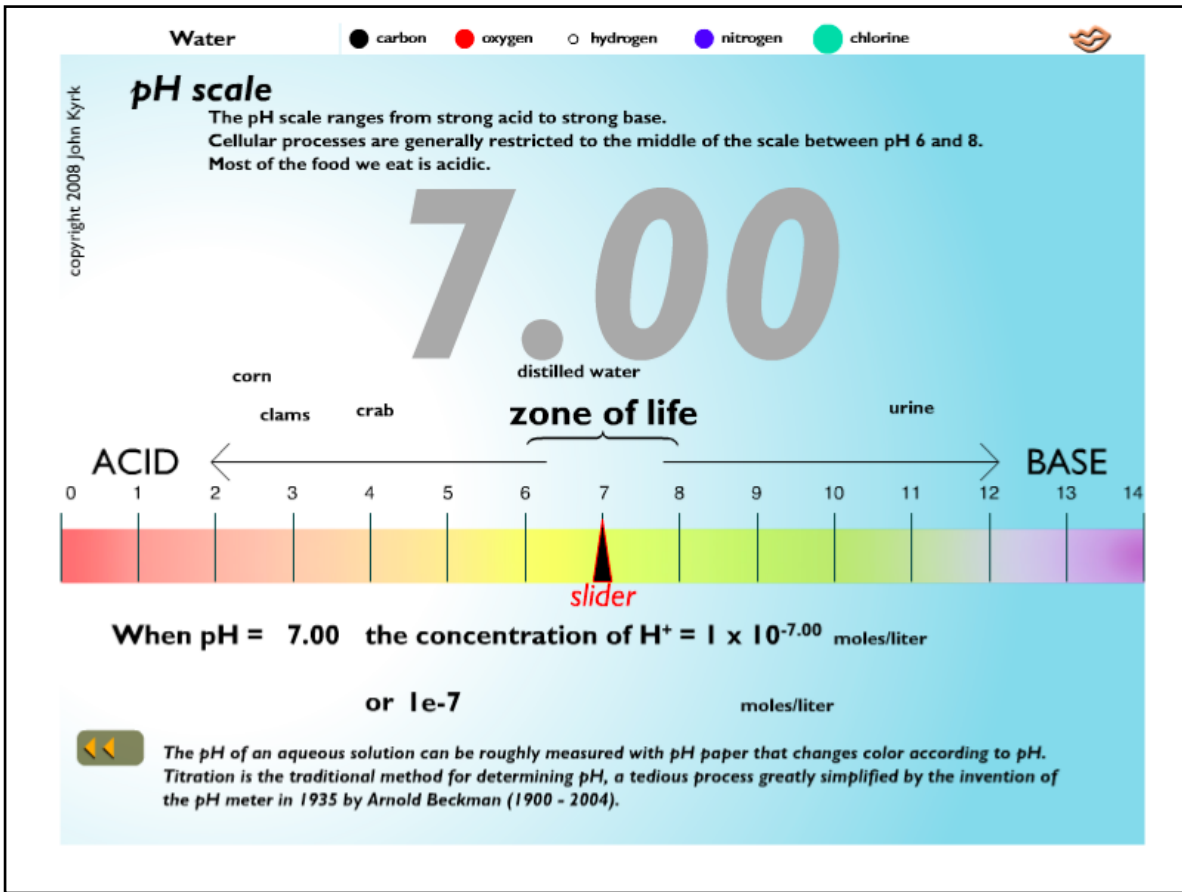 Water carbon oxygen hydrogen nitrogen chlorine
copyright 2008 John Kyrk
pH scale
The pH scale ranges from strong acid to strong base.
Cellular processes are generally restricted to the middle of the scale between pH 6 and 8.
Most of the food we eat is acidic.
7.00
distilled water
corn
clams crab zone of life urine
ACID BASE
0 1 2 3 4 5 6 7 8 9 10 11 12 13 14
slider
When pH = 7.00 the concentration of H⁺ = 1 x 10⁻⁷·⁰⁰ moles/liter
or 1e-7 moles/liter
The pH of an aqueous solution can be roughly measured with pH paper that changes color according to pH.
Titration is the traditional method for determining pH, a tedious process greatly simplified by the invention of
the pH meter in 1935 by Arnold Beckman (1900 - 2004).